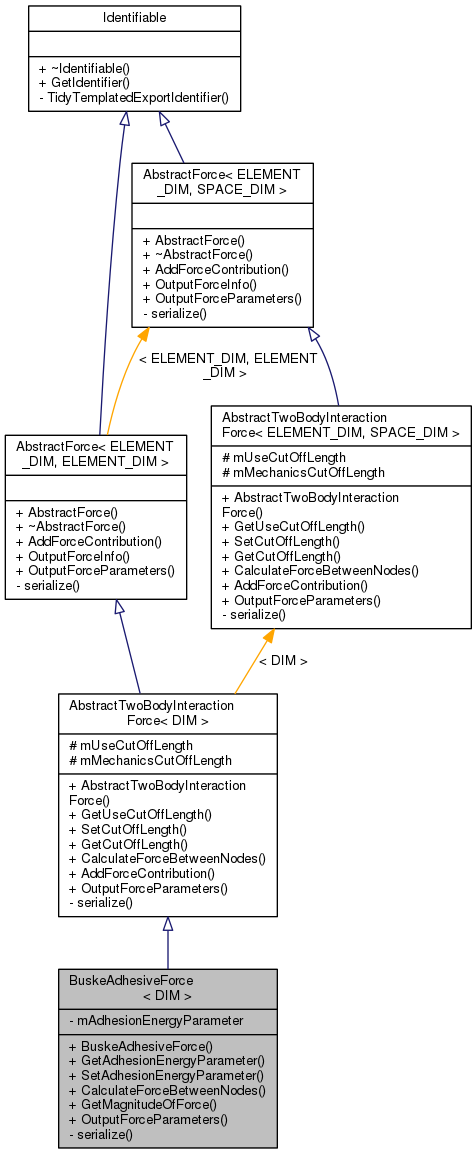 Identifiable
+ ~Identifiable()
+ GetIdentifier()
- TidyTemplatedExportIdentifier()
AbstractForce< ELEMENT
_DIM, SPACE_DIM >
+ AbstractForce()
+ ~AbstractForce()
+ AddForceContribution()
+ OutputForceInfo()
+ OutputForceParameters()
- serialize()
< ELEMENT_DIM, ELEMENT
_DIM >
AbstractForce< ELEMENT
_DIM, ELEMENT_DIM >
+ AbstractForce()
+ ~AbstractForce()
+ AddForceContribution()
+ OutputForceInfo()
+ OutputForceParameters()
- serialize()
AbstractTwoBodyInteraction
Force< ELEMENT_DIM, SPACE_DIM >
# mUseCutOffLength
# mMechanicsCutOffLength
+ AbstractTwoBodyInteraction
Force()
+ GetUseCutOffLength()
+ SetCutOffLength()
+ GetCutOffLength()
+ CalculateForceBetweenNodes()
+ AddForceContribution()
+ OutputForceParameters()
- serialize()
< DIM >
AbstractTwoBodyInteraction
Force< DIM >
# mUseCutOffLength
# mMechanicsCutOffLength
+ AbstractTwoBodyInteraction
Force()
+ GetUseCutOffLength()
+ SetCutOffLength()
+ GetCutOffLength()
+ CalculateForceBetweenNodes()
+ AddForceContribution()
+ OutputForceParameters()
- serialize()
BuskeAdhesiveForce
< DIM >
- mAdhesionEnergyParameter
+ BuskeAdhesiveForce()
+ GetAdhesionEnergyParameter()
+ SetAdhesionEnergyParameter()
+ CalculateForceBetweenNodes()
+ GetMagnitudeOfForce()
+ OutputForceParameters()
- serialize()